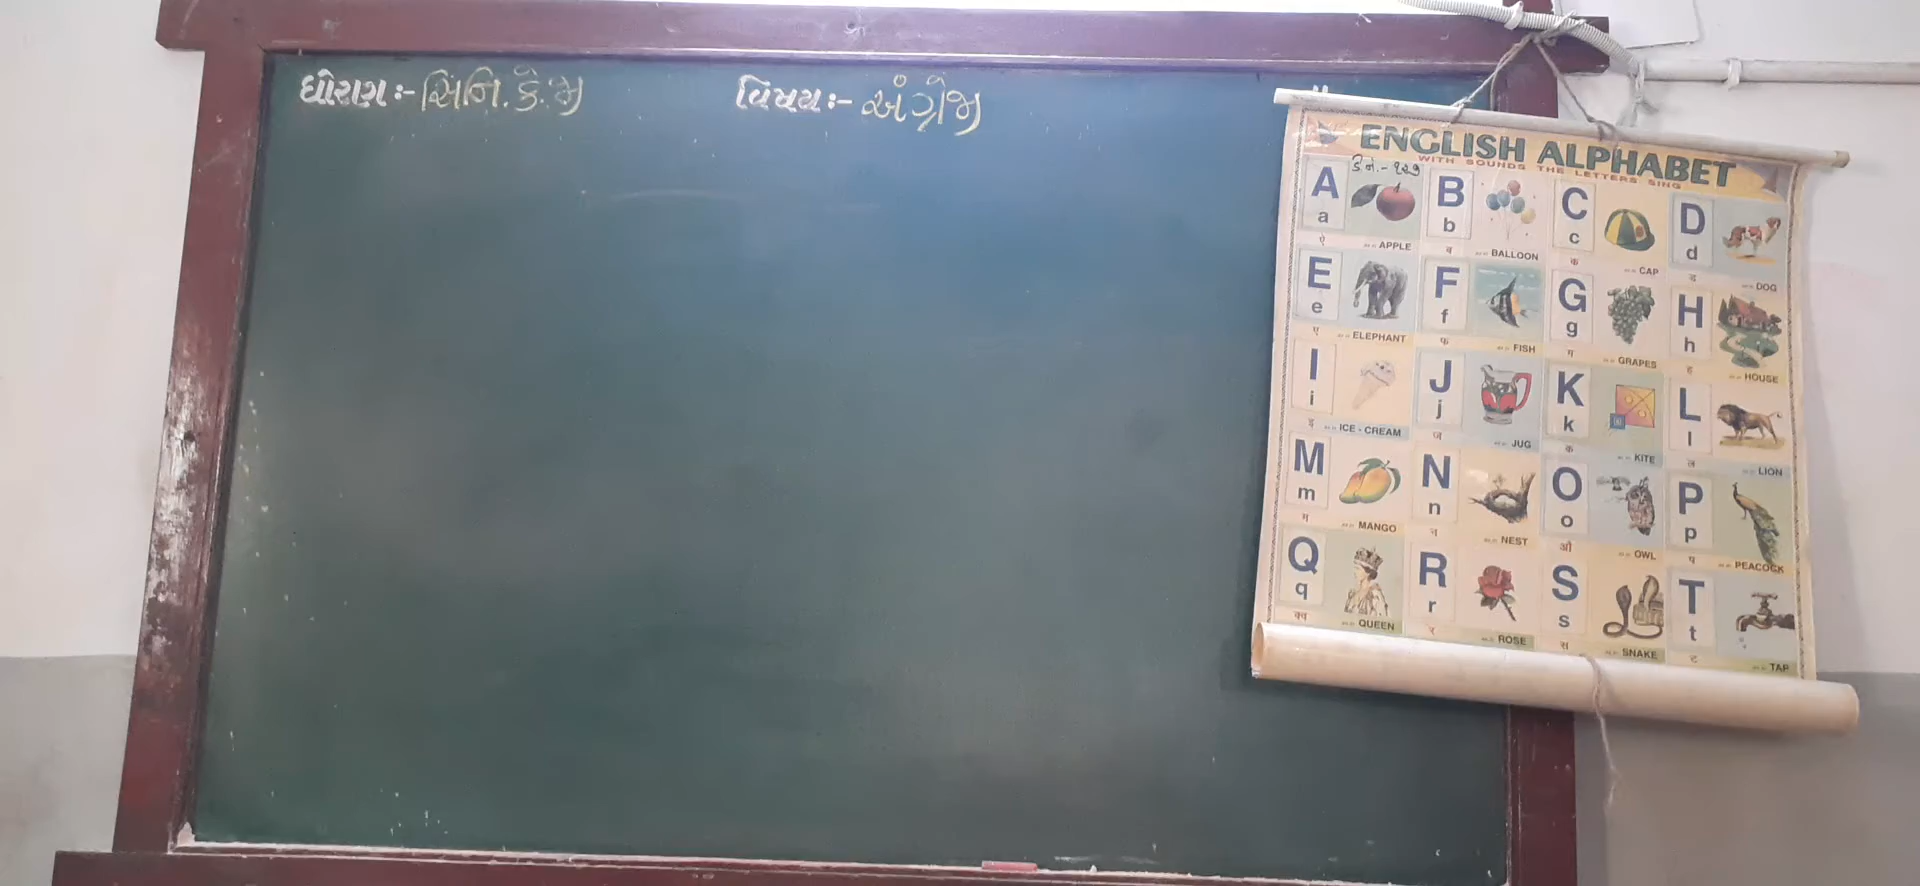 ધોરણ :- સિનિ. કે. જી
વિષય :- અંગ્રેજી
ENGLISH ALPHABET
WITH SOUNDS THE LETTERS SING
ક્રે નં.- ૧૨૭
A B C D
a b c d
ऐ ब क ड
APPLE BALLOON CAP DOG
E F G H
e f g h
ए फ ग ह
ELEPHANT FISH GRAPES HOUSE
I J K L
i j k l
इ ज क ल
ICE - CREAM JUG KITE LION
M N O P
m n o p
म न औ प
MANGO NEST OWL PEACOCK
Q R S T
q r s t
क्व र स ट
QUEEN ROSE SNAKE TAP